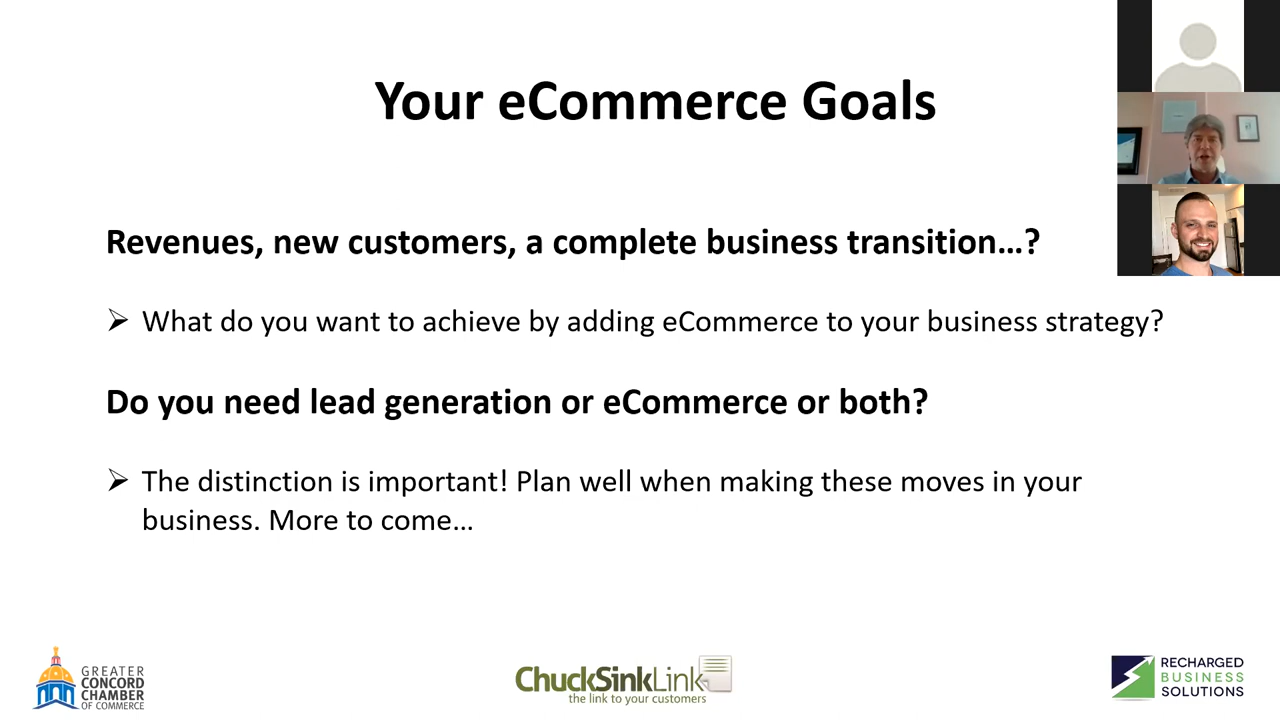 Your eCommerce Goals
Revenues, new customers, a complete business transition…?
What do you want to achieve by adding eCommerce to your business strategy?
Do you need lead generation or eCommerce or both?
The distinction is important! Plan well when making these moves in your
business. More to come…
GREATER
CONCORD
CHAMBER
OF COMMERCE
ChuckSinkLink
the link to your customers
RECHARGED
BUSINESS
SOLUTIONS